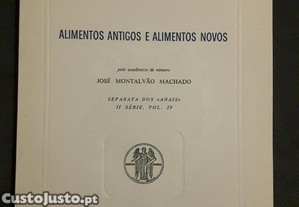 ALIMENTOS ANTIGOS E ALIMENTOS NOVOS
pelo académico de número
JOSÉ MONTALVÃO MACHADO
SEPARATA DOS «ANAIS»
II SÉRIE, VOL. 29
CustoJusto.pt